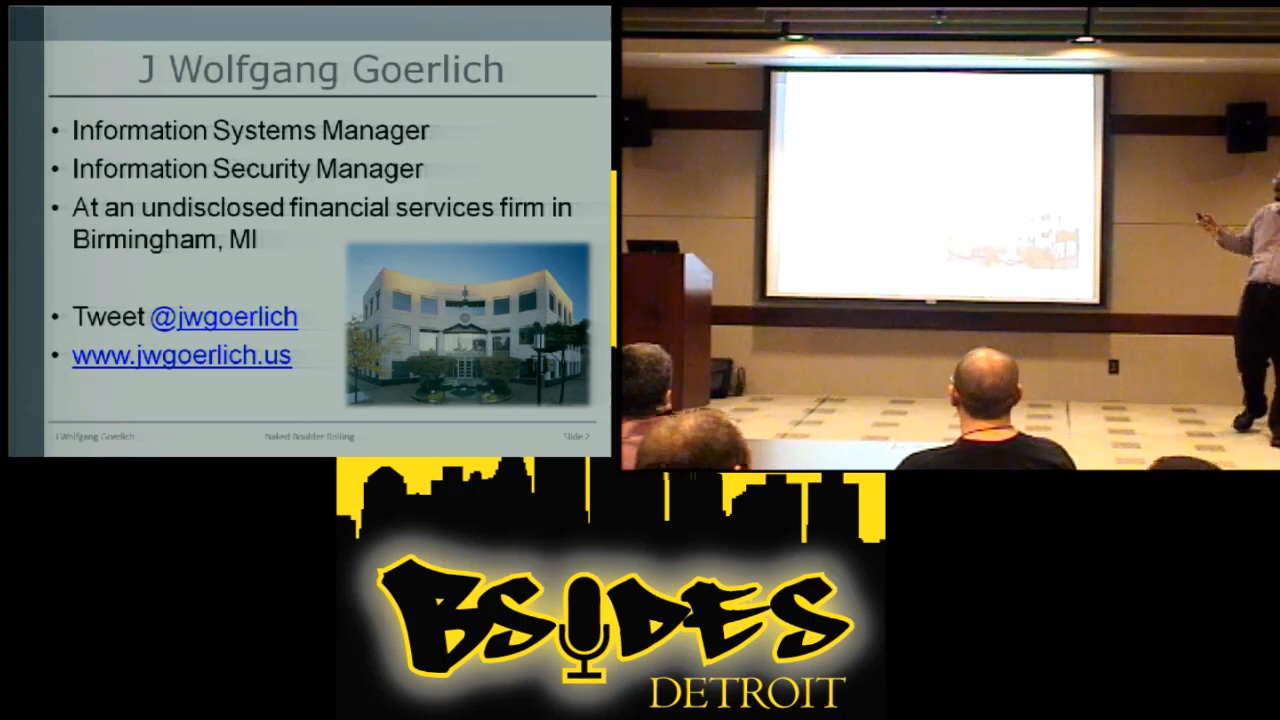 J Wolfgang Goerlich
• Information Systems Manager
• Information Security Manager
• At an undisclosed financial services firm in
Birmingham, MI
• Tweet @jwgoerlich
• www.jwgoerlich.us
J Wolfgang Goerlich Naked Boulder Rolling Slide 2
BSIDES
DETROIT